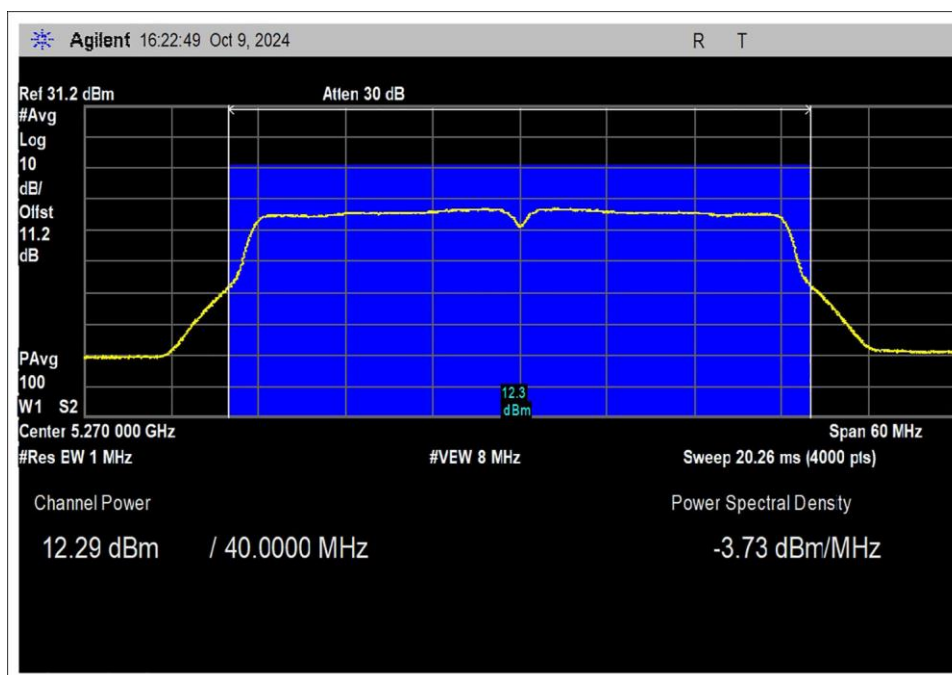 Agilent 16:22:49 Oct 9, 2024 R T
Ref 31.2 dBm Atten 30 dB
#Avg
Log
10
dB/
Offst
11.2
dB
PAvg
100
12.3
dBm
W1 S2
Center 5.270 000 GHz Span 60 MHz
#Res BW 1 MHz #VBW 8 MHz Sweep 20.26 ms (4000 pts)
Channel Power Power Spectral Density
12.29 dBm / 40.0000 MHz -3.73 dBm/MHz